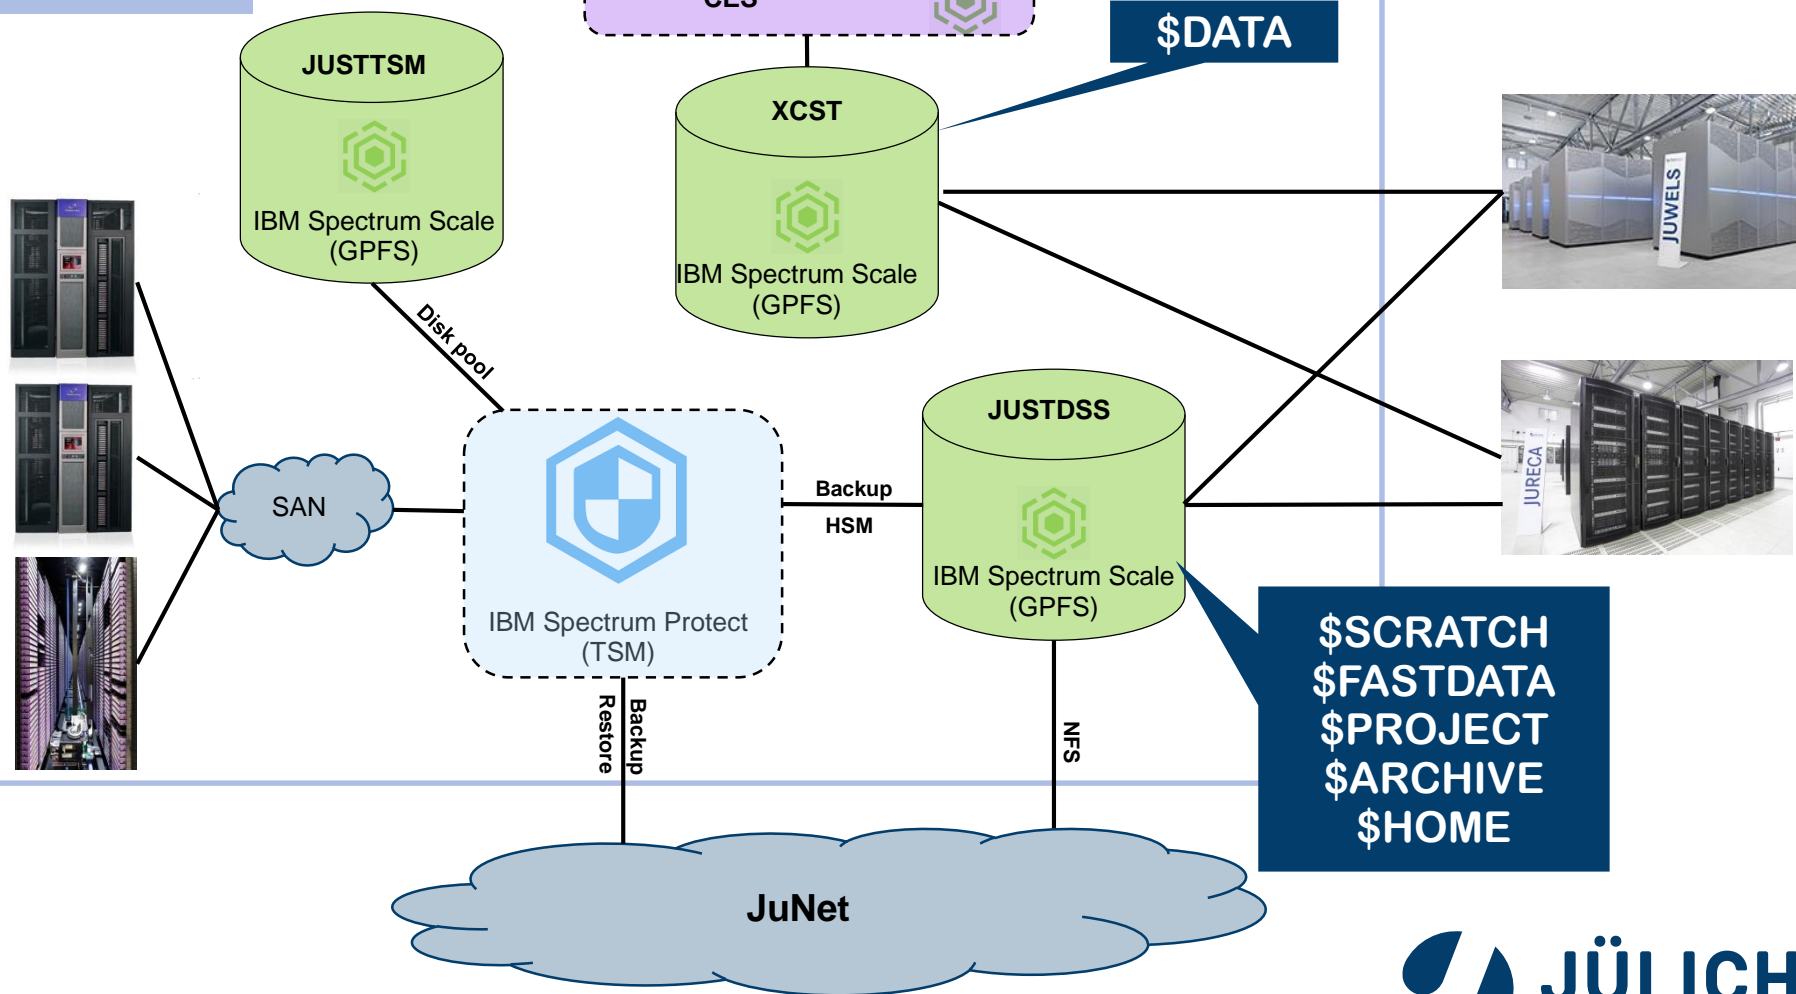 CES
$DATA
JUSTTSM
IBM Spectrum Scale
(GPFS)
XCST
IBM Spectrum Scale
(GPFS)
JUWELS
Disk pool
JUSTDSS
IBM Spectrum Scale
(GPFS)
JURECA
SAN
Backup
HSM
IBM Spectrum Protect
(TSM)
Backup
Restore
NFS
$SCRATCH
$FASTDATA
$PROJECT
$ARCHIVE
$HOME
JuNet
JÜLICH